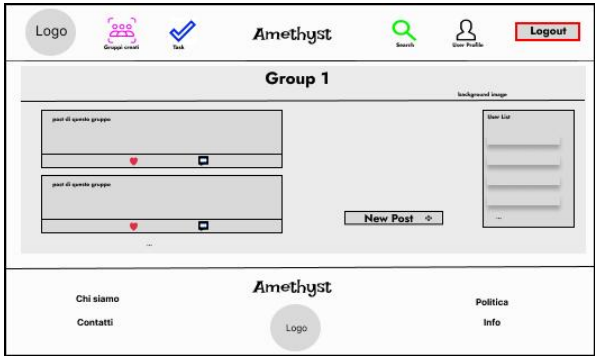 Logo
Gruppi creati
Task
Amethyst
Search
User Profile
Logout
Group 1
background image
post di questo gruppo
User List
post di questo gruppo
New Post
...
...
Amethyst
Chi siamo
Politica
Contatti
Logo
Info